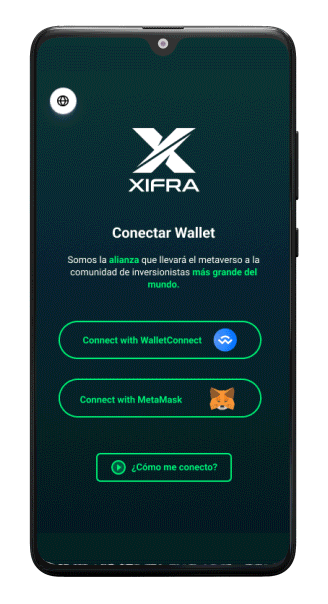 XIFRA
Conectar Wallet
Somos la alianza que llevará el metaverso a la
comunidad de inversionistas más grande del
mundo.
Connect with WalletConnect
Connect with MetaMask
¿Cómo me conecto?